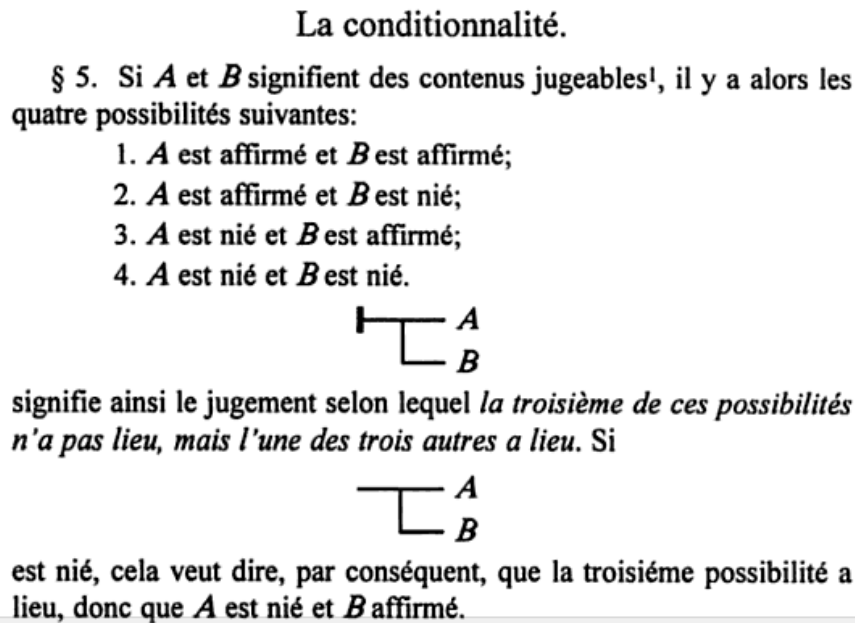 La conditionnalité.
§ 5. Si A et B signifient des contenus jugeables¹, il y a alors les
quatre possibilités suivantes:
1. A est affirmé et B est affirmé;
2. A est affirmé et B est nié;
3. A est nié et B est affirmé;
4. A est nié et B est nié.
A
B
signifie ainsi le jugement selon lequel la troisième de ces possibilités
n'a pas lieu, mais l'une des trois autres a lieu. Si
A
B
est nié, cela veut dire, par conséquent, que la troisiéme possibilité a
lieu, donc que A est nié et B affirmé.